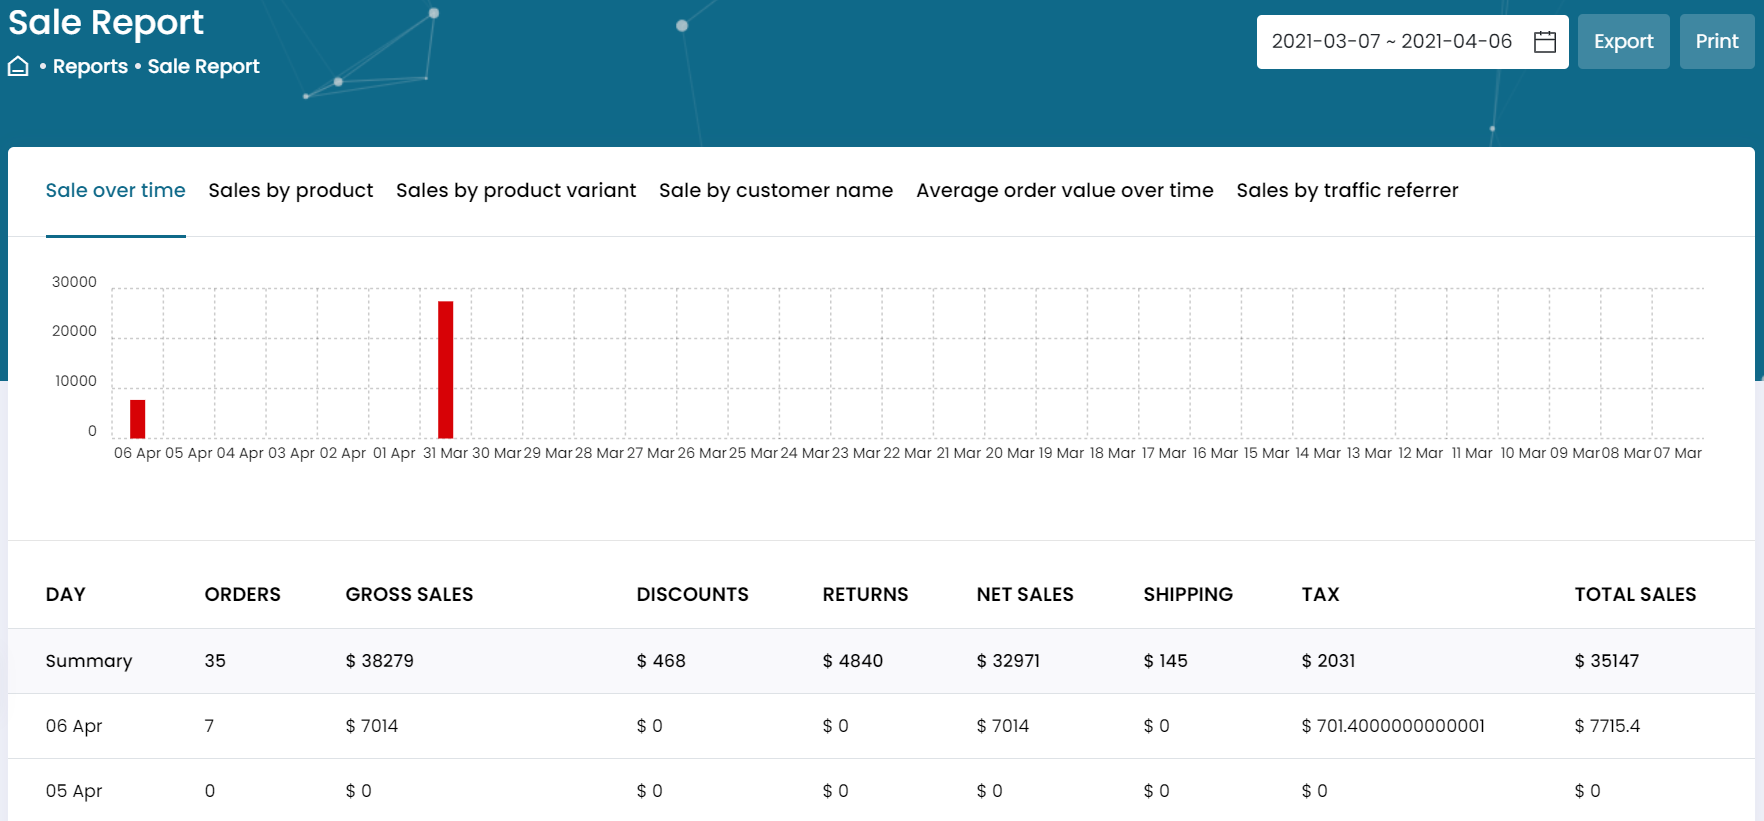 Sale Report
• Reports • Sale Report
2021-03-07 ~ 2021-04-06
Export
Print
Sale over time Sales by product Sales by product variant Sale by customer name Average order value over time Sales by traffic referrer
30000
20000
10000
0
06 Apr 05 Apr 04 Apr 03 Apr 02 Apr 01 Apr 31 Mar 30 Mar 29 Mar 28 Mar 27 Mar 26 Mar 25 Mar 24 Mar 23 Mar 22 Mar 21 Mar 20 Mar 19 Mar 18 Mar 17 Mar 16 Mar 15 Mar 14 Mar 13 Mar 12 Mar 11 Mar 10 Mar 09 Mar 08 Mar 07 Mar
DAY ORDERS GROSS SALES DISCOUNTS RETURNS NET SALES SHIPPING TAX TOTAL SALES
Summary 35 $ 38279 $ 468 $ 4840 $ 32971 $ 145 $ 2031 $ 35147
06 Apr 7 $ 7014 $ 0 $ 0 $ 7014 $ 0 $ 701.4000000000001 $ 7715.4
05 Apr 0 $ 0 $ 0 $ 0 $ 0 $ 0 $ 0 $ 0